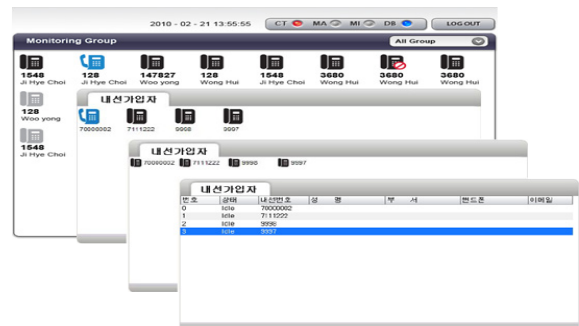 2010 - 02 - 21 13:55:55 CT MA MI DB LOG OUT
Monitoring Group All Group
1548 128 147827 128 1548 3680 3680 3680
Ji Hye Choi Ji Hye Choi Woo yong Wong Hui Ji Hye Choi Wong Hui Wong Hui Wong Hui
128
Woo yong
1548
Ji Hye Choi
내선가입자
70000002 7111222 9998 9997
내선가입자
70000002 7111222 9998 9997
내선가입자
번호 상태 내선번호 성 명 부 서 핸드폰 이메일
0 Idle 70000002
1 Idle 7111222
2 Idle 9998
3 Idle 9997